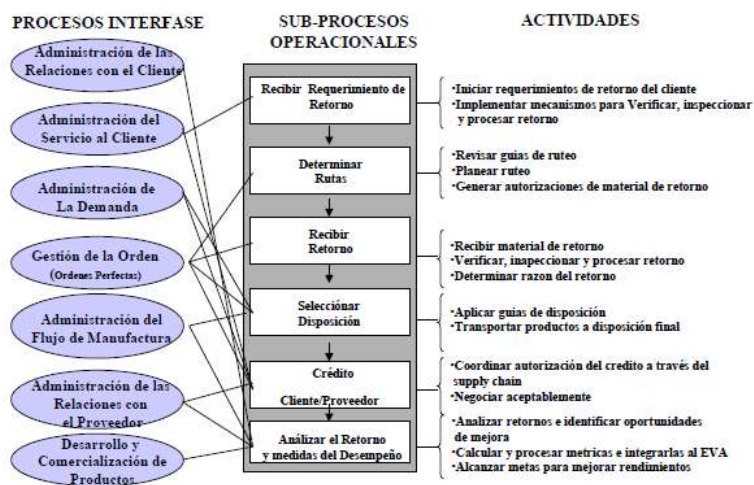 PROCESOS INTERFASE
SUB-PROCESOS
OPERACIONALES
ACTIVIDADES
Administración de las
Relaciones con el Cliente
Administración del
Servicio al Cliente
Administración de
La Demanda
Gestión de la Orden
(Ordenes Perfectas)
Administración del
Flujo de Manufactura
Administración de las
Relaciones con
el Proveedor
Desarrollo y
Comercialización de
Productos
Recibir Requerimiento de
Retorno
Determinar
Rutas
Recibir
Retorno
Selecciónar
Disposición
Crédito
Cliente/Proveedor
Análizar el Retorno
y medidas del Desempeño
·Iniciar requerimientos de retorno del cliente
·Implementar mecanismos para Verificar, inspeccionar
y procesar retorno
·Revisar guias de ruteo
·Planear ruteo
·Generar autorizaciones de material de retorno
·Recibir material de retorno
·Verificar, inapeccionar y procesar retorno
·Determinar razon del retorno
·Aplicar guias de disposición
·Transportar productos a disposición final
·Coordinar autorización del credito a través del
supply chain
·Negociar aceptablemente
·Analizar retornos e identificar oportunidades
de mejora
·Calcular y procesar metricas e integrarlas al EVA
·Alcanzar metas para mejorar rendimientos